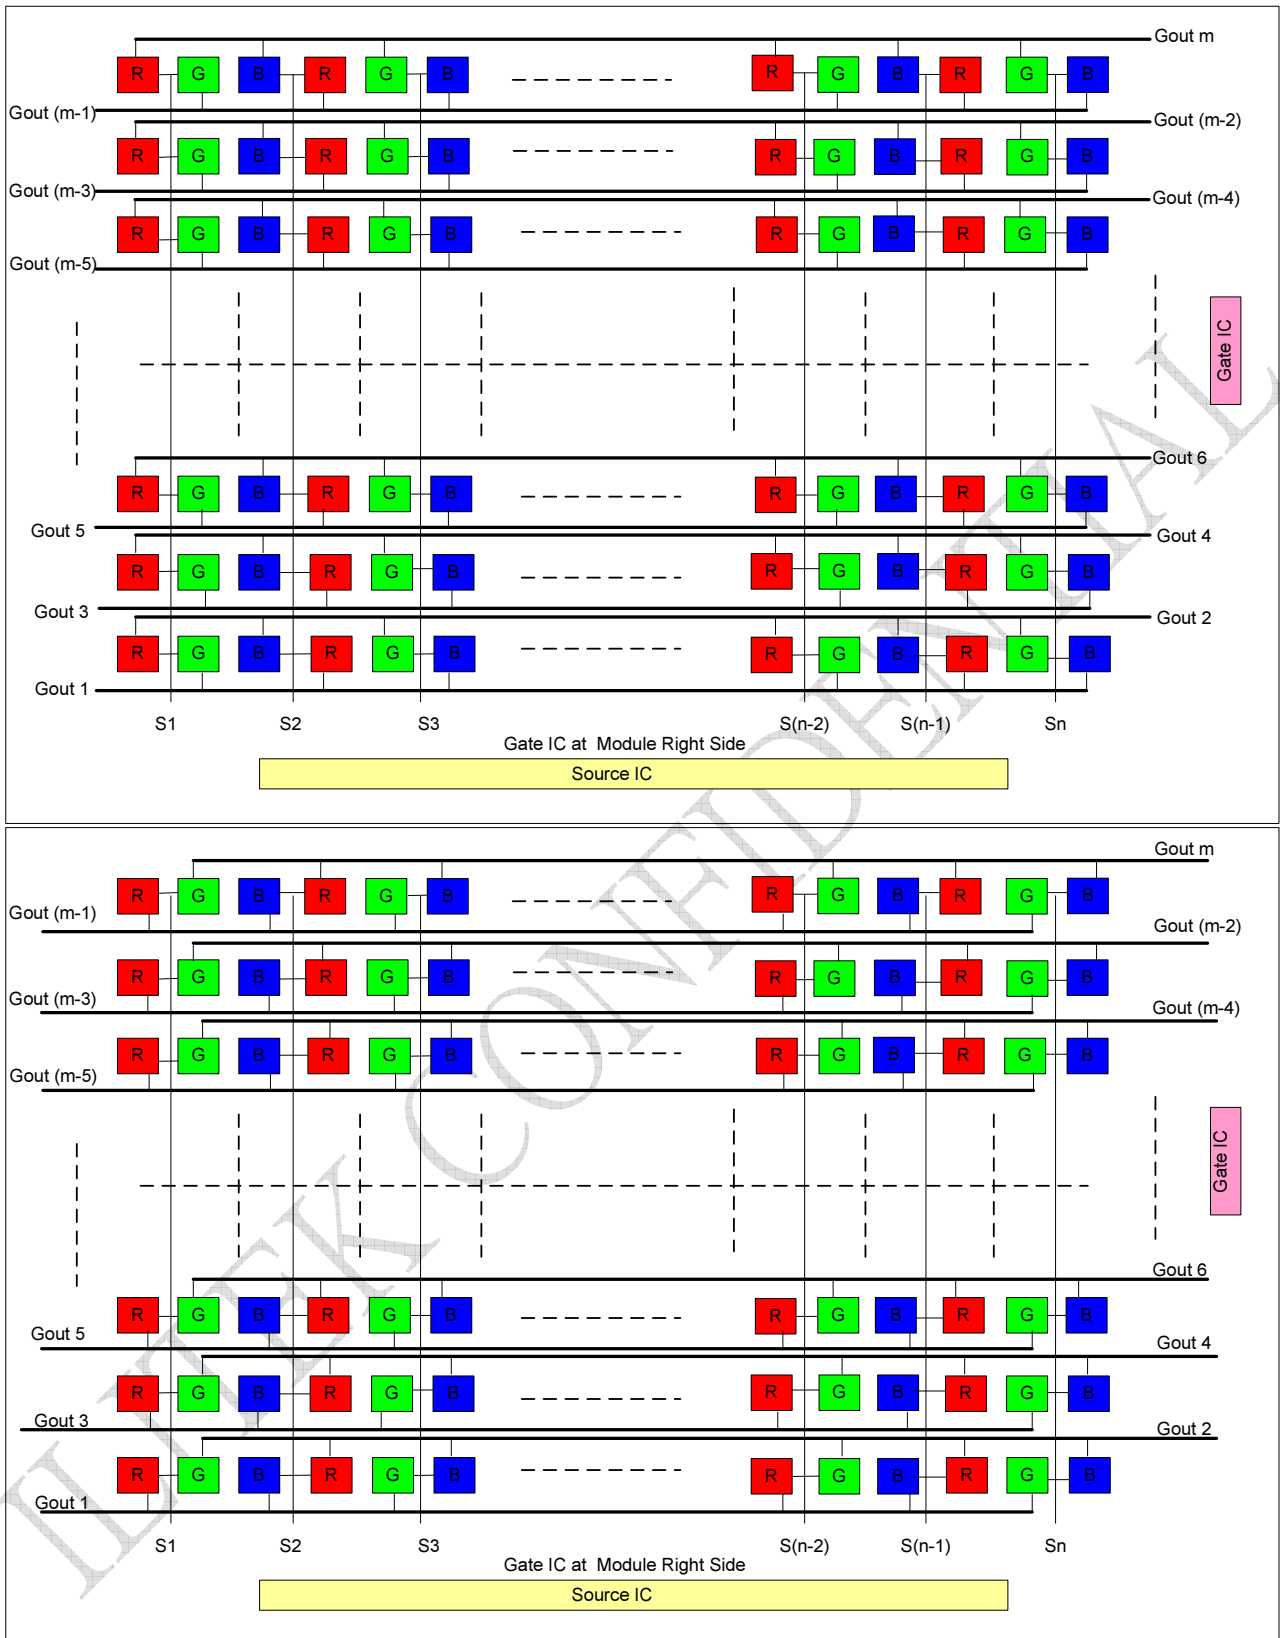 Gout m
R G B R G B R G B R G B
Gout (m-1)
Gout (m-2)
R G B R G B R G B R G B
Gout (m-3)
Gout (m-4)
R G B R G B R G B R G B
Gout (m-5)
Gate IC
Gout 6
R G B R G B R G B R G B
Gout 5
Gout 4
R G B R G B R G B R G B
Gout 3
Gout 2
R G B R G B R G B R G B
Gout 1
S1 S2 S3 S(n-2) S(n-1) Sn
Gate IC at Module Right Side
Source IC
Gout m
R G B R G B R G B R G B
Gout (m-1)
Gout (m-2)
R G B R G B R G B R G B
Gout (m-3)
Gout (m-4)
R G B R G B R G B R G B
Gout (m-5)
Gate IC
Gout 6
R G B R G B R G B R G B
Gout 5
Gout 4
R G B R G B R G B R G B
Gout 3
Gout 2
R G B R G B R G B R G B
Gout 1
S1 S2 S3 S(n-2) S(n-1) Sn
Gate IC at Module Right Side
Source IC
ILITEK CONFIDENTIAL